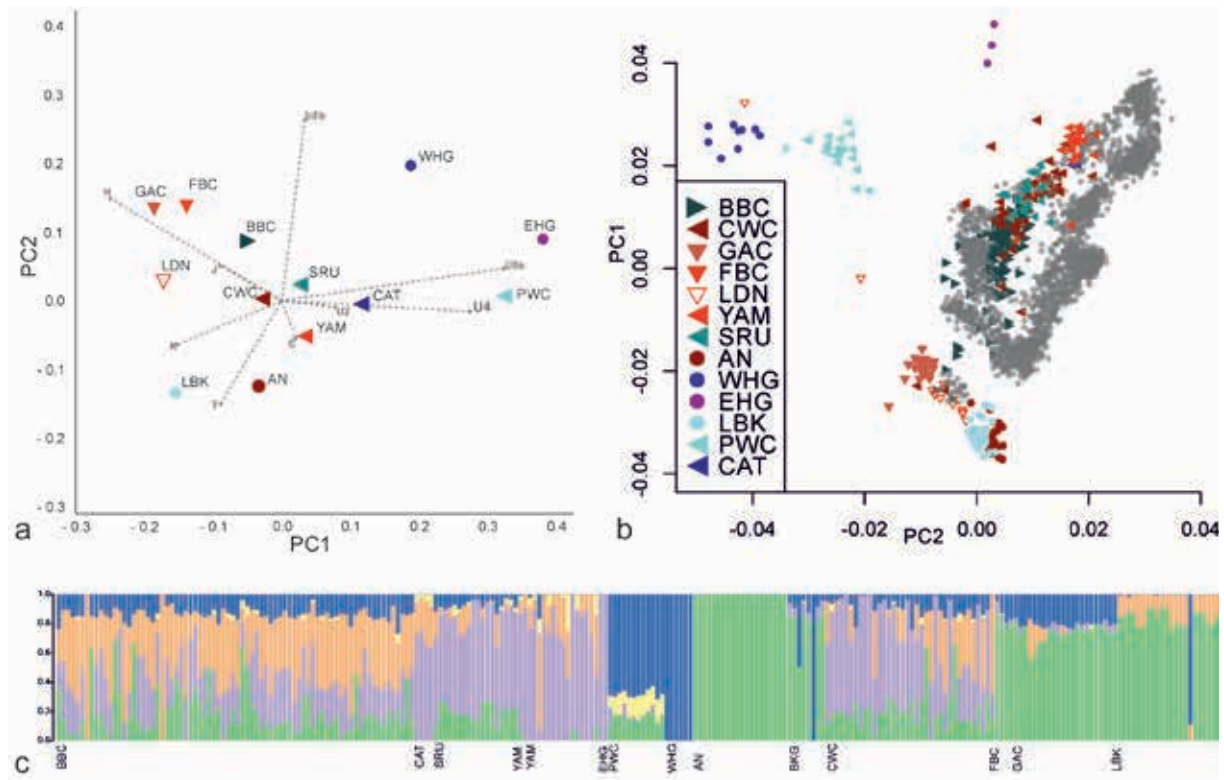 0.4
0.3
0.2
0.1
0.0
- 0.1
- 0.2
- 0.3
PC2
WHG
GAC
FBC
BBC
EHG
LDN
SRU
CWC
CAT
PWC
U4
YAM
LBK
AN
- 0.3
- 0.2
- 0.1
0.0
0.1
0.2
0.3
0.4
PC1
a
0.04
0.02
0.00
-0.02
-0.04
PC1
BBC
CWC
GAC
FBC
LDN
YAM
SRU
AN
WHG
EHG
LBK
PWC
CAT
-0.04
-0.02
0.00
0.02
0.04
PC2
b
1.0
0.8
0.6
0.4
0.2
0.0
BBC
CAT
SRU
YAM
YAM
EHG
PWC
WHG
AN
BKG
CWC
FBC
GAC
LBK
c